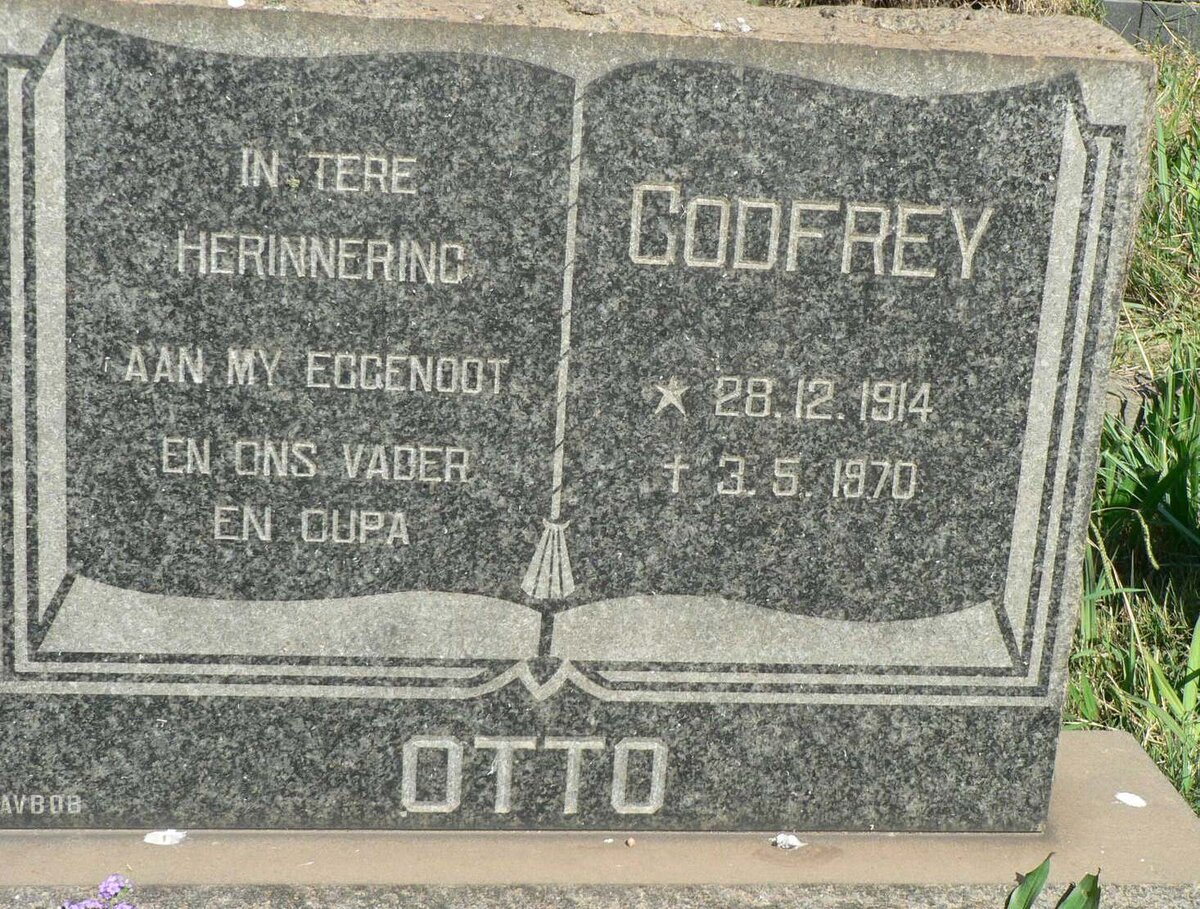 IN TERE
HERINNERING
AAN MY EGGENOOT
EN ONS VADER
EN OUPA
GODFREY
★ 28.12.1914
† 3.5.1970
OTTO
AVBOB